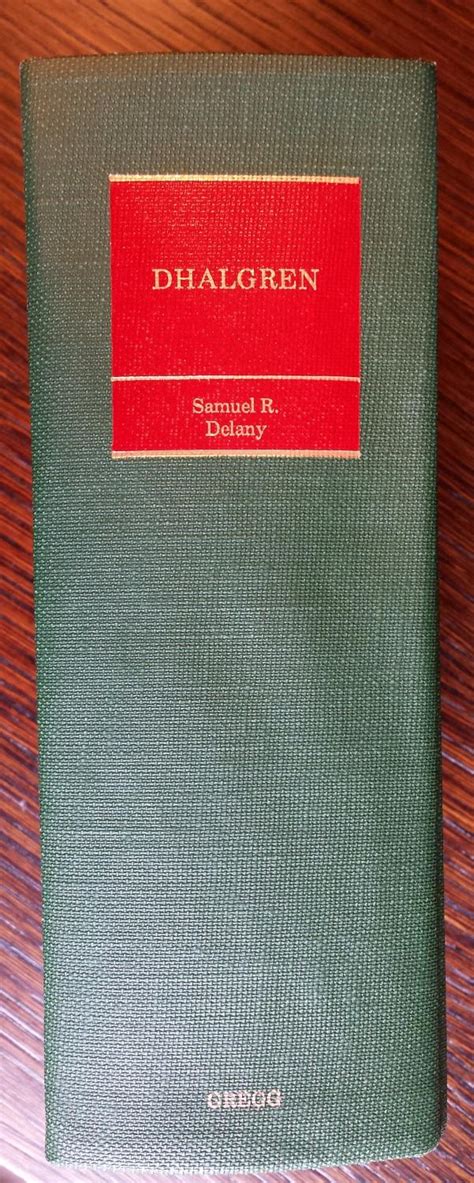 DHALGREN
Samuel R.
Delany
GREGG